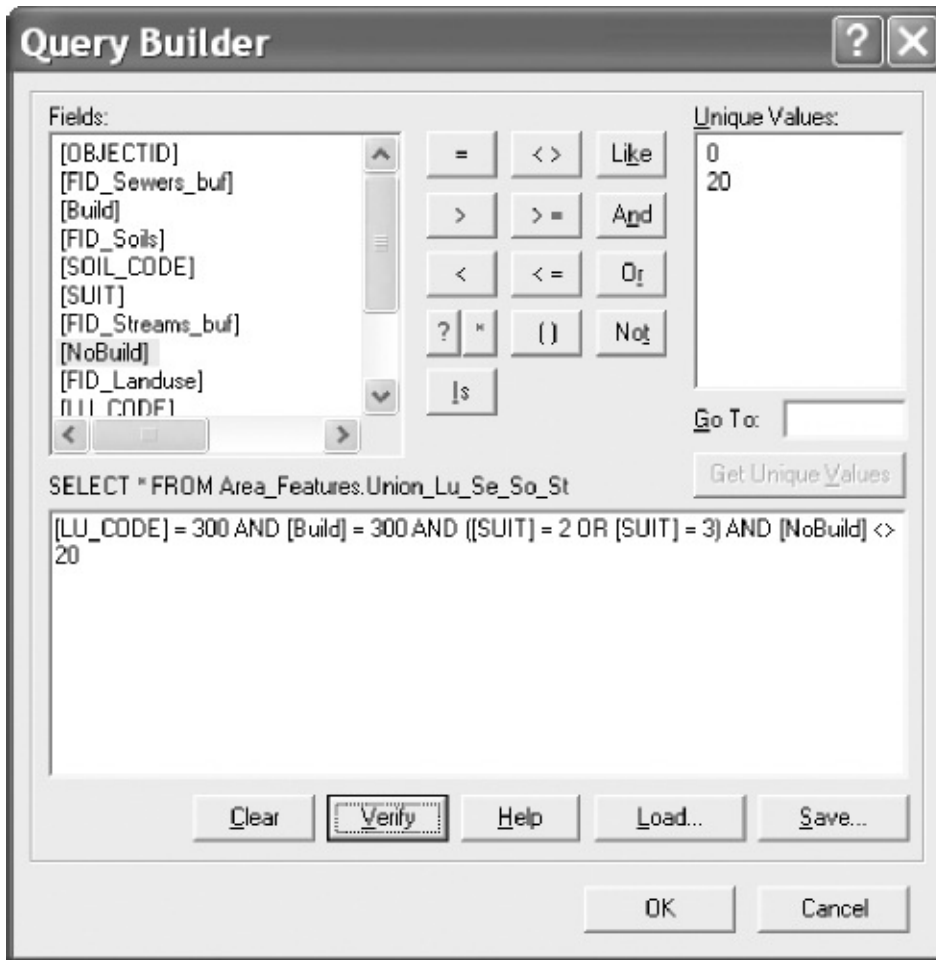 Query Builder
? X
Fields:
[OBJECTID]
[FID_Sewers_buf]
[Build]
[FID_Soils]
[SOIL_CODE]
[SUIT]
[FID_Streams_buf]
[NoBuild]
[FID_Landuse]
[LU_CODE]
= < > Like
> > = And
< < = Or
? * ( ) Not
Is
Unique Values:
0
20
Go To:
Get Unique Values
SELECT * FROM Area_Features.Union_Lu_Se_So_St
[LU_CODE] = 300 AND [Build] = 300 AND ([SUIT] = 2 OR [SUIT] = 3) AND [NoBuild] <>
20
Clear Verify Help Load... Save...
OK Cancel